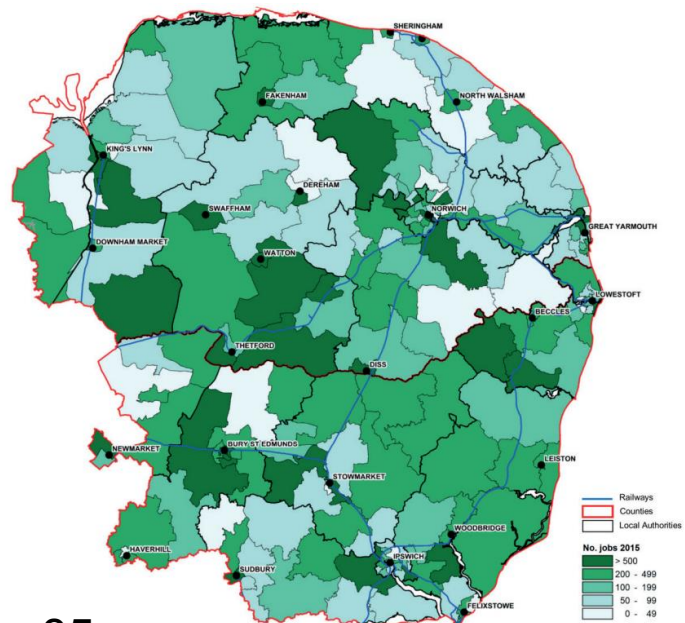 SHERINGHAM
FAKENHAM
NORTH WALSHAM
KING'S LYNN
DEREHAM
SWAFFHAM
NORWICH
GREAT YARMOUTH
DOWNHAM MARKET
WATTON
LOWESTOFT
BECCLES
THETFORD
DISS
NEWMARKET
BURY ST EDMUNDS
LEISTON
STOWMARKET
WOODBRIDGE
HAVERHILL
IPSWICH
SUDBURY
FELIXSTOWE
Railways
Counties
Local Authorities
No. jobs 2015
> 500
200 - 499
100 - 199
50 - 99
0 - 49